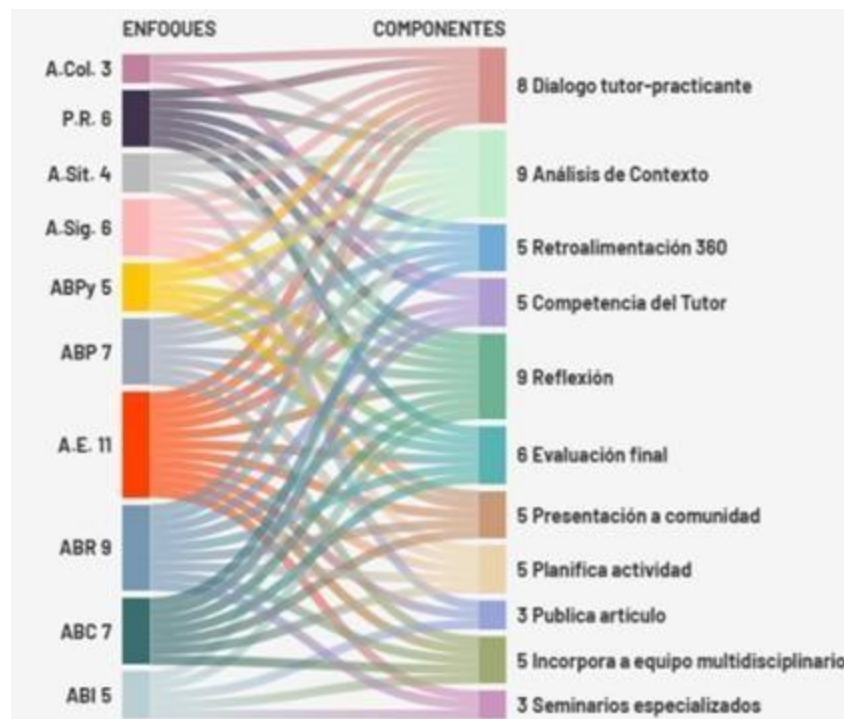 ENFOQUES
COMPONENTES
A.Col. 3
P.R. 6
A.Sit. 4
A.Sig. 6
ABPy 5
ABP 7
A.E. 11
ABR 9
ABC 7
ABI 5
8 Dialogo tutor-practicante
9 Análisis de Contexto
5 Retroalimentación 360
5 Competencia del Tutor
9 Reflexión
6 Evaluación final
5 Presentación a comunidad
5 Planifica actividad
3 Publica artículo
5 Incorpora a equipo multidisciplinario
3 Seminarios especializados